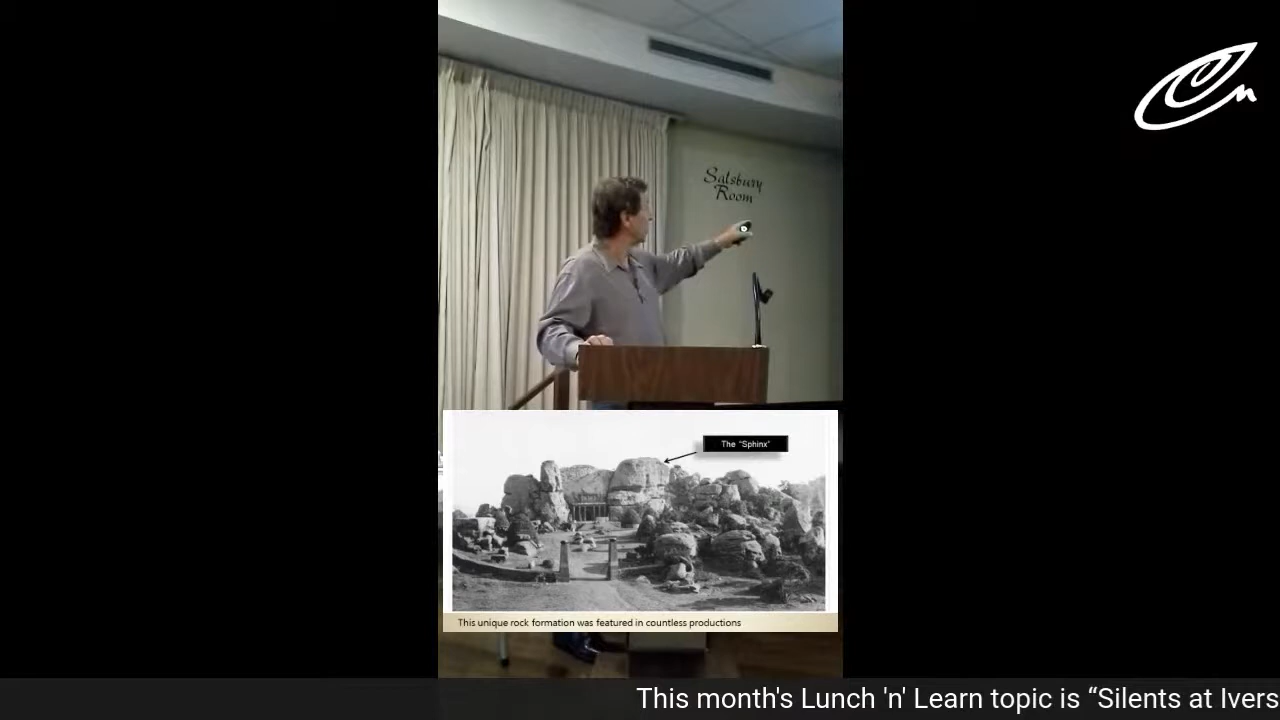 Salsbury
Room
The "Sphinx"
This unique rock formation was featured in countless productions
This month's Lunch 'n' Learn topic is “Silents at Ivers